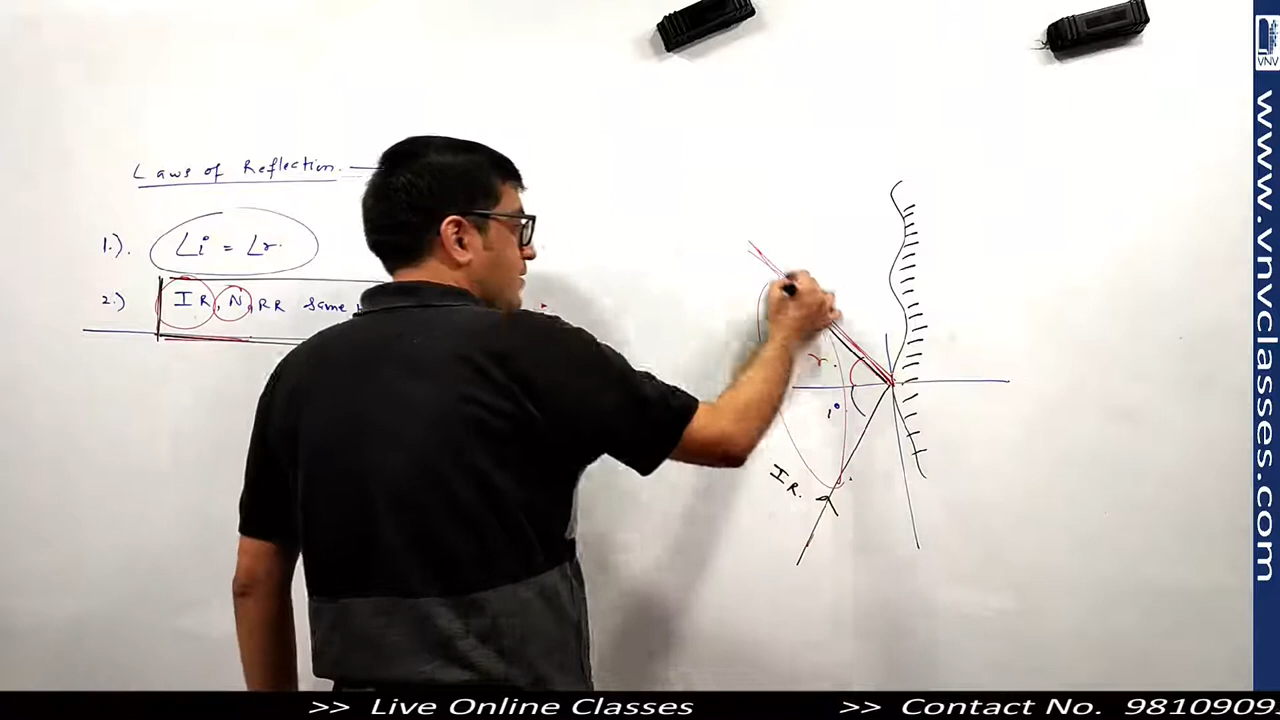 Laws of Reflection.
1.). ∠i = ∠r.
2.) IR, N, RR same
r.
i°
IR.
VNV
www.vnvclasses.com
>> Live Online Classes >> Contact No. 9810909